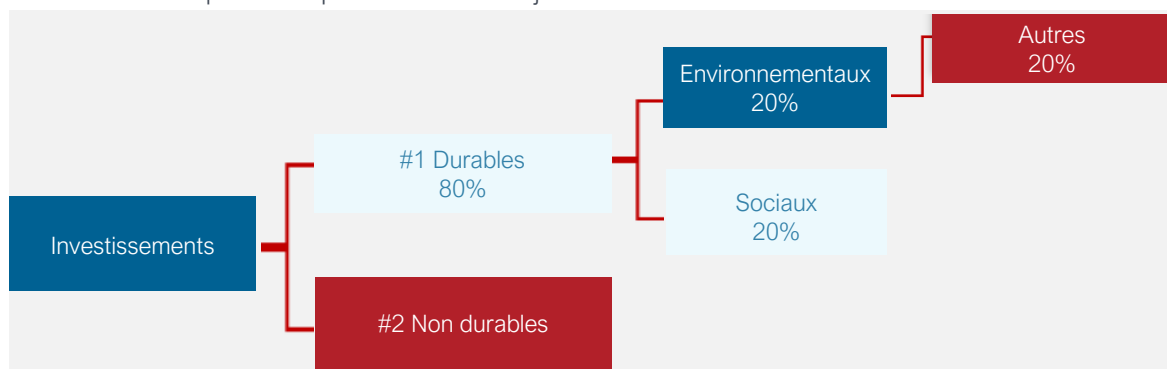 Investissements
#1 Durables
80%
#2 Non durables
Environnementaux
20%
Sociaux
20%
Autres
20%